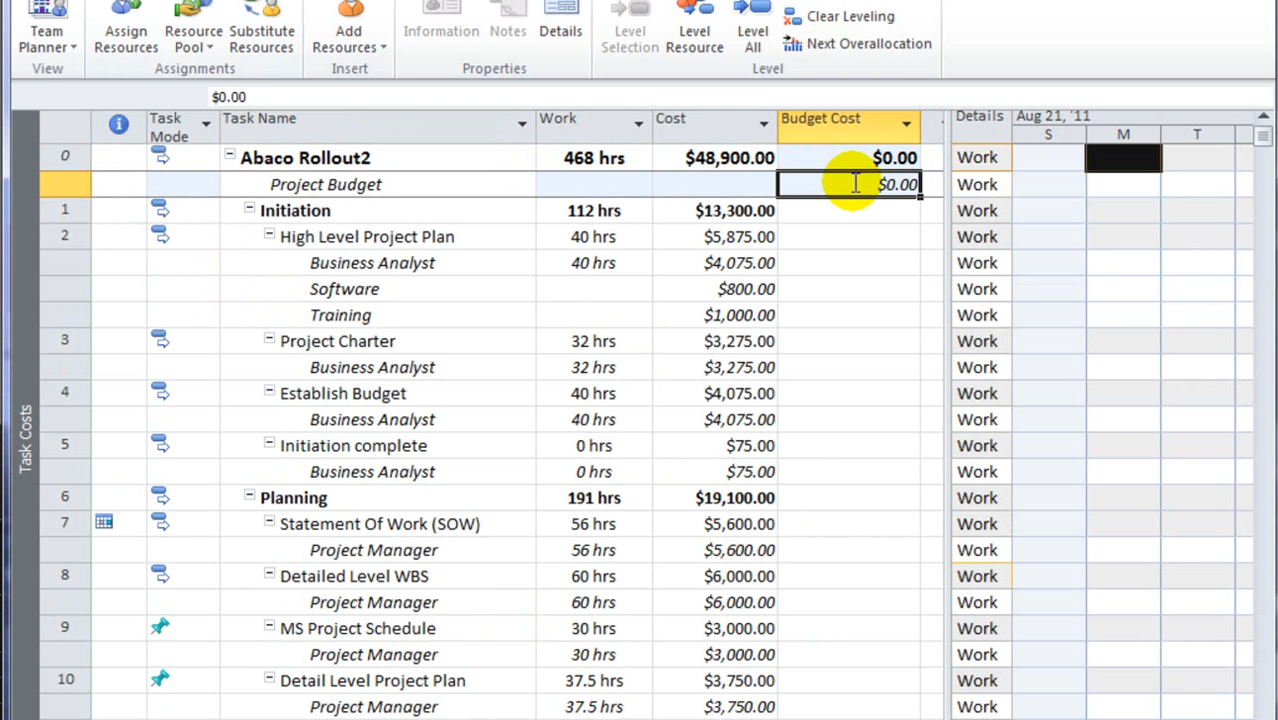 Team Planner
Assign Resources
Resource Pool
Substitute Resources
Add Resources
Information
Notes
Details
Level Selection
Level Resource
Level All
Clear Leveling
Next Overallocation
View
Assignments
Insert
Properties
Level
$0.00
Task Mode
Task Name
Work
Cost
Budget Cost
Details
Aug 21, '11
S M T
0 Abaco Rollout2 468 hrs $48,900.00 $0.00 Work
Project Budget $0.00 Work
1 Initiation 112 hrs $13,300.00 Work
2 High Level Project Plan 40 hrs $5,875.00 Work
Business Analyst 40 hrs $4,075.00 Work
Software $800.00 Work
Training $1,000.00 Work
3 Project Charter 32 hrs $3,275.00 Work
Business Analyst 32 hrs $3,275.00 Work
4 Establish Budget 40 hrs $4,075.00 Work
Business Analyst 40 hrs $4,075.00 Work
5 Initiation complete 0 hrs $75.00 Work
Business Analyst 0 hrs $75.00 Work
6 Planning 191 hrs $19,100.00 Work
7 Statement Of Work (SOW) 56 hrs $5,600.00 Work
Project Manager 56 hrs $5,600.00 Work
8 Detailed Level WBS 60 hrs $6,000.00 Work
Project Manager 60 hrs $6,000.00 Work
9 MS Project Schedule 30 hrs $3,000.00 Work
Project Manager 30 hrs $3,000.00 Work
10 Detail Level Project Plan 37.5 hrs $3,750.00 Work
Project Manager 37.5 hrs $3,750.00 Work
Task Costs